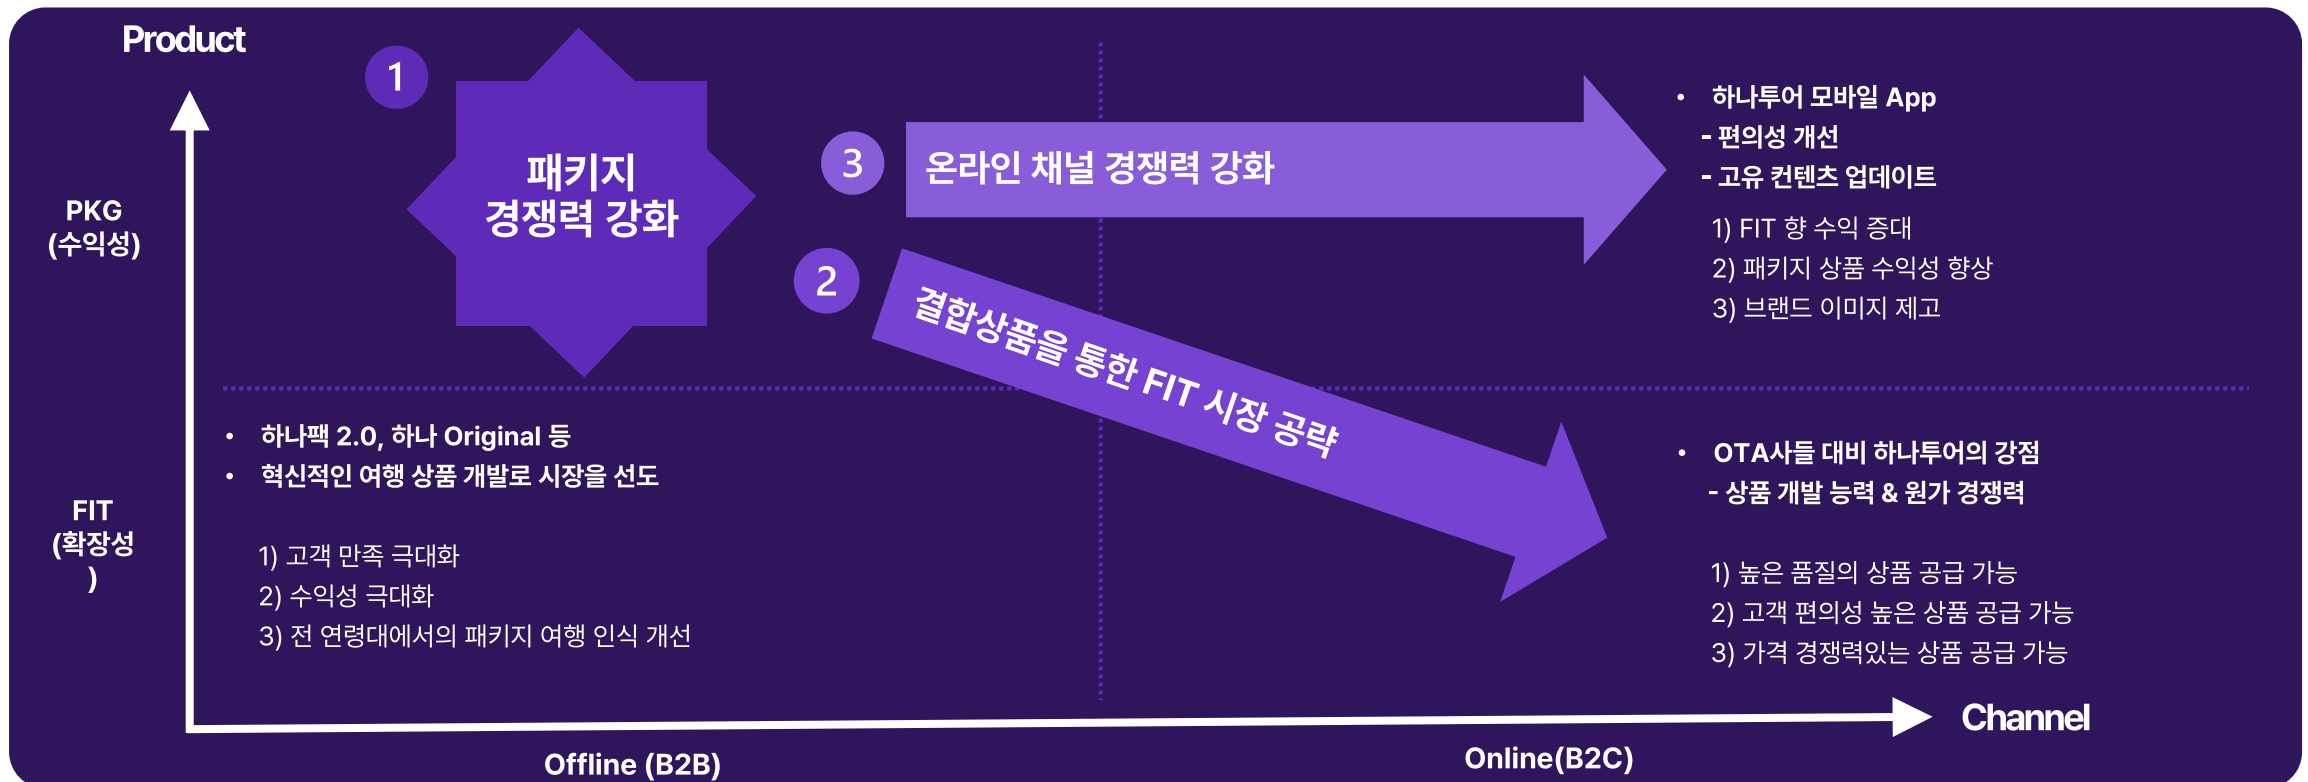 Product
1
패키지
경쟁력 강화
PKG
(수익성)
3
온라인 채널 경쟁력 강화
2
결합상품을 통한 FIT 시장 공략
• 하나투어 모바일 App
- 편의성 개선
- 고유 컨텐츠 업데이트
1) FIT 향 수익 증대
2) 패키지 상품 수익성 향상
3) 브랜드 이미지 제고
FIT
(확장성
)
• 하나팩 2.0, 하나 Original 등
• 혁신적인 여행 상품 개발로 시장을 선도
1) 고객 만족 극대화
2) 수익성 극대화
3) 전 연령대에서의 패키지 여행 인식 개선
• OTA사들 대비 하나투어의 강점
- 상품 개발 능력 & 원가 경쟁력
1) 높은 품질의 상품 공급 가능
2) 고객 편의성 높은 상품 공급 가능
3) 가격 경쟁력있는 상품 공급 가능
Channel
Offline (B2B)
Online(B2C)